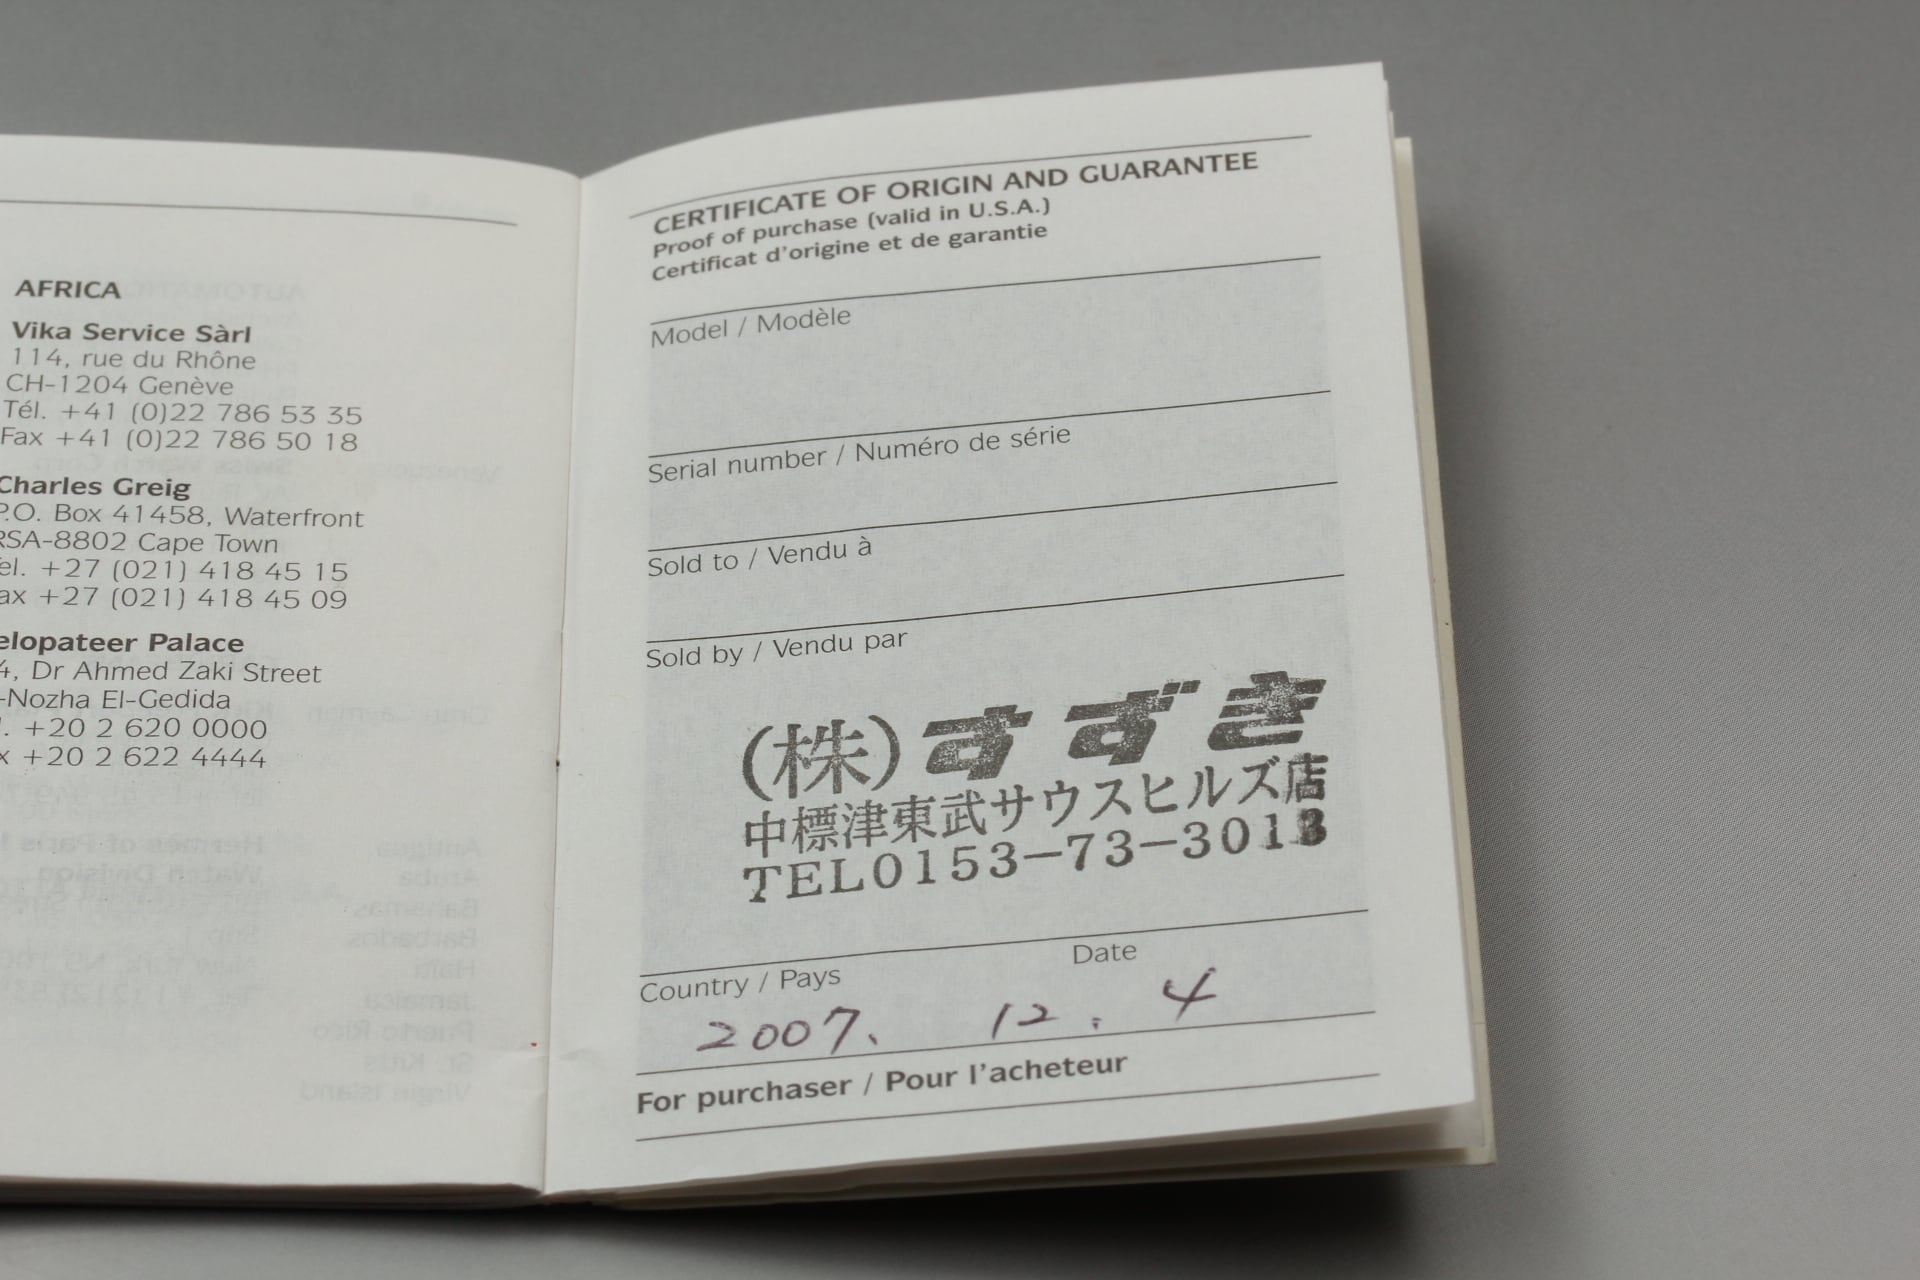 AFRICA
Vika Service Sàrl
114, rue du Rhône
CH-1204 Genève
Tél. +41 (0)22 786 53 35
Fax +41 (0)22 786 50 18
Charles Greig
P.O. Box 41458, Waterfront
RSA-8802 Cape Town
el. +27 (021) 418 45 15
ax +27 (021) 418 45 09
elopateer Palace
4, Dr Ahmed Zaki Street
-Nozha El-Gedida
l. +20 2 620 0000
x +20 2 622 4444
CERTIFICATE OF ORIGIN AND GUARANTEE
Proof of purchase (valid in U.S.A.)
Certificat d'origine et de garantie
Model / Modèle
Serial number / Numéro de série
Sold to / Vendu à
Sold by / Vendu par
(株)すずき
中標津東武サウスヒルズ店
TEL0153-73-3013
Country / Pays Date
2007. 12. 4
For purchaser / Pour l'acheteur